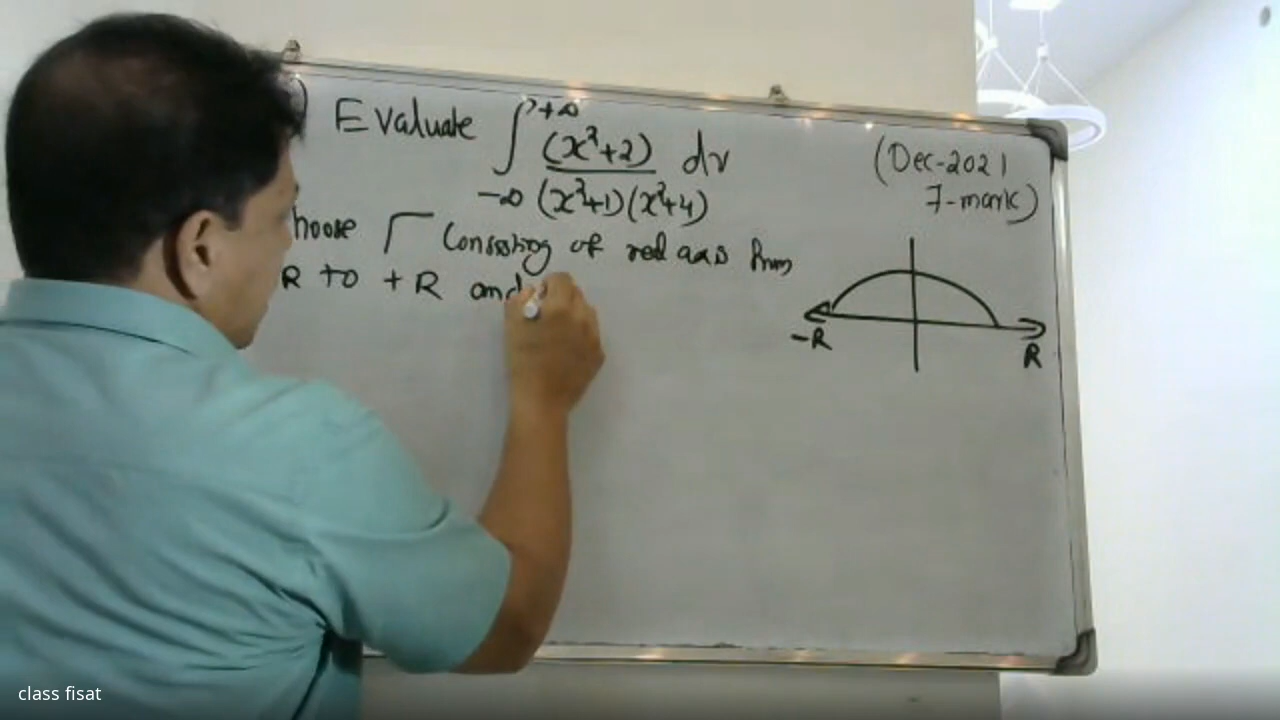 ) Evaluate ∫ +∞ (x²+2) dx
-∞ (x²+1)(x²+4)
(Dec-2021
7-mark)
hoose Γ Consisting of real axis from
R to +R and
-R
R
class fisat